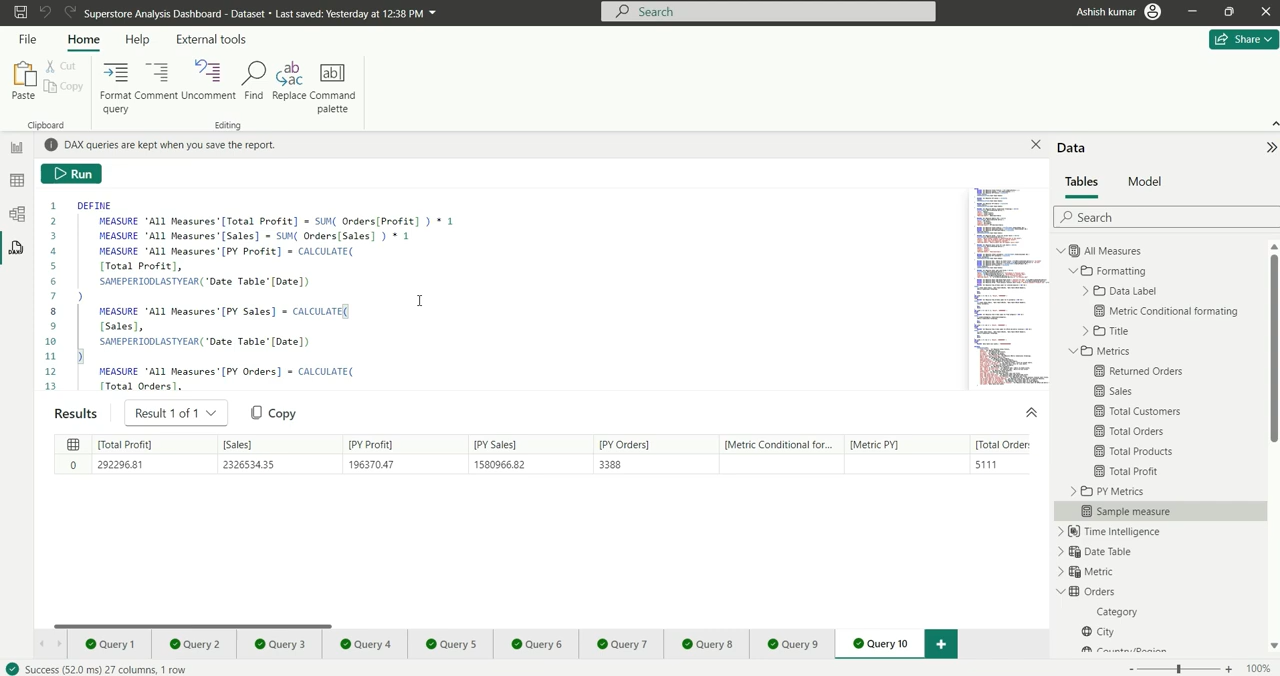 Superstore Analysis Dashboard - Dataset • Last saved: Yesterday at 12:38 PM
Search
Ashish kumar
File
Home
Help
External tools
Share
Paste
Cut
Copy
Format query
Comment
Uncomment
Find
Replace
Command palette
Clipboard
Editing
DAX queries are kept when you save the report.
Run
1 DEFINE
2 MEASURE 'All Measures'[Total Profit] = SUM( Orders[Profit] ) * 1
3 MEASURE 'All Measures'[Sales] = SUM( Orders[Sales] ) * 1
4 MEASURE 'All Measures'[PY Profit] = CALCULATE(
5 [Total Profit],
6 SAMEPERIODLASTYEAR('Date Table'[Date])
7 )
8 MEASURE 'All Measures'[PY Sales] = CALCULATE(
9 [Sales],
10 SAMEPERIODLASTYEAR('Date Table'[Date])
11 )
12 MEASURE 'All Measures'[PY Orders] = CALCULATE(
13 [Total Orders],
Results
Result 1 of 1
Copy
[Total Profit] [Sales] [PY Profit] [PY Sales] [PY Orders] [Metric Conditional for... [Metric PY] [Total Orders
0 292296.81 2326534.35 196370.47 1580966.82 3388 5111
Query 1
Query 2
Query 3
Query 4
Query 5
Query 6
Query 7
Query 8
Query 9
Query 10
Success (52.0 ms) 27 columns, 1 row
100%
Data
Tables
Model
Search
All Measures
Formatting
Data Label
Metric Conditional formating
Title
Metrics
Returned Orders
Sales
Total Customers
Total Orders
Total Products
Total Profit
PY Metrics
Sample measure
Time Intelligence
Date Table
Metric
Orders
Category
City
Country/Region